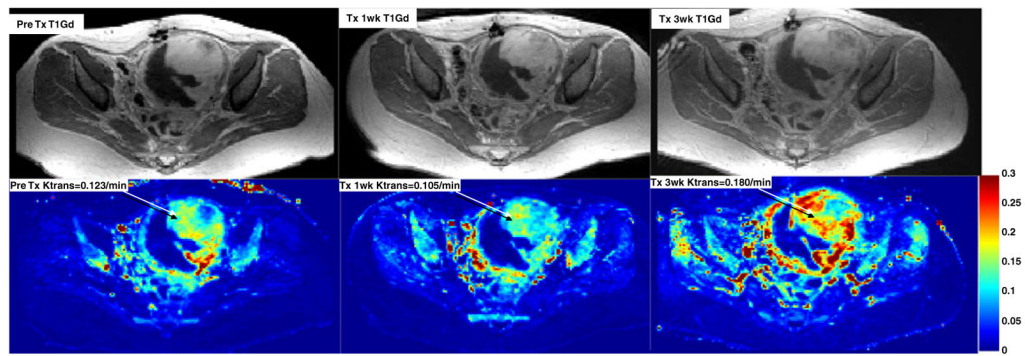 Pre Tx T1Gd
Tx 1wk T1Gd
Tx 3wk T1Gd
Pre Tx Ktrans=0.123/min
Tx 1wk Ktrans=0.105/min
Tx 3wk Ktrans=0.180/min
0.3
0.25
0.2
0.15
0.1
0.05
0